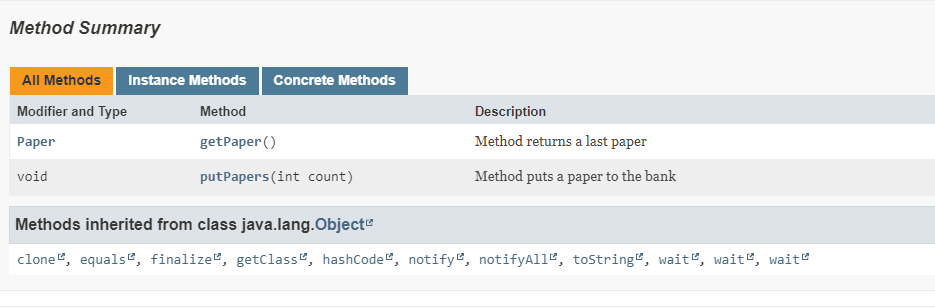 Method Summary
All Methods Instance Methods Concrete Methods
Modifier and Type Method Description
Paper getPaper() Method returns a last paper
void putPapers(int count) Method puts a paper to the bank
Methods inherited from class java.lang.Object
clone, equals, finalize, getClass, hashCode, notify, notifyAll, toString, wait, wait, wait